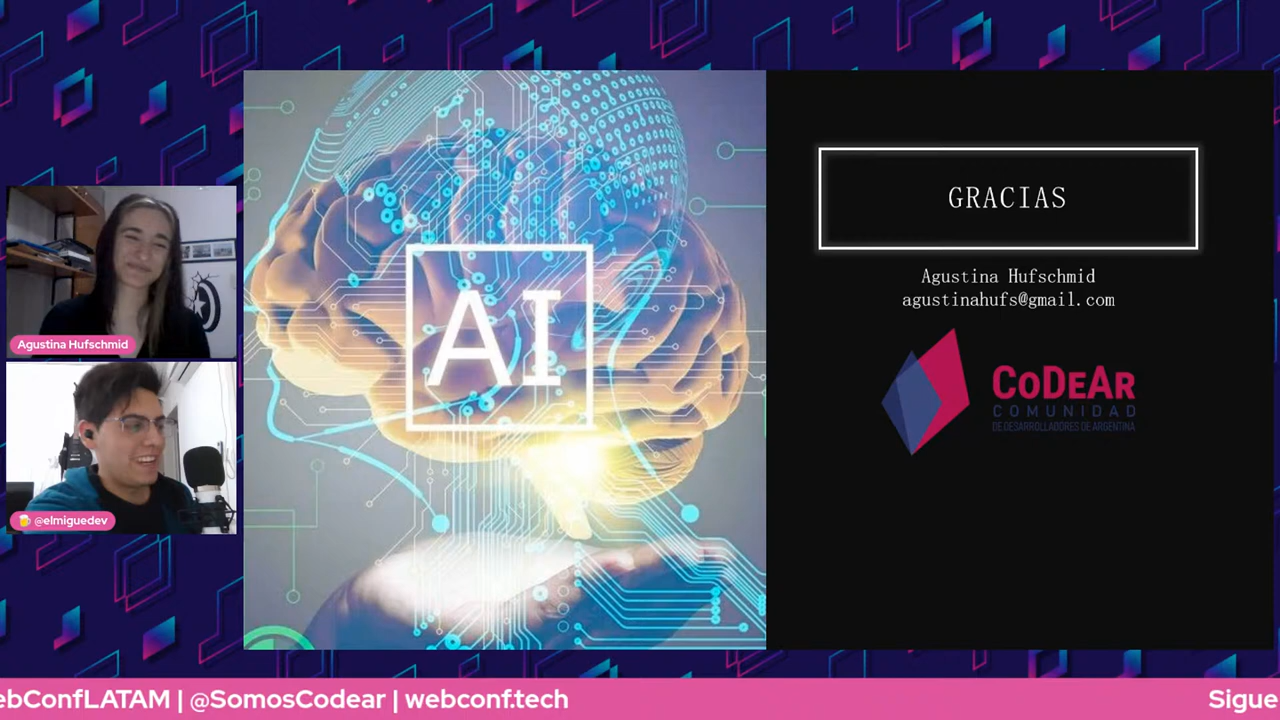 Agustina Hufschmid
@elmiguedev
AI
GRACIAS
Agustina Hufschmid
agustinahufs@gmail.com
CoDeAr
COMUNIDAD
DE DESARROLLADORES DE ARGENTINA
ebConfLATAM | @SomosCodear | webconf.tech
Sigue